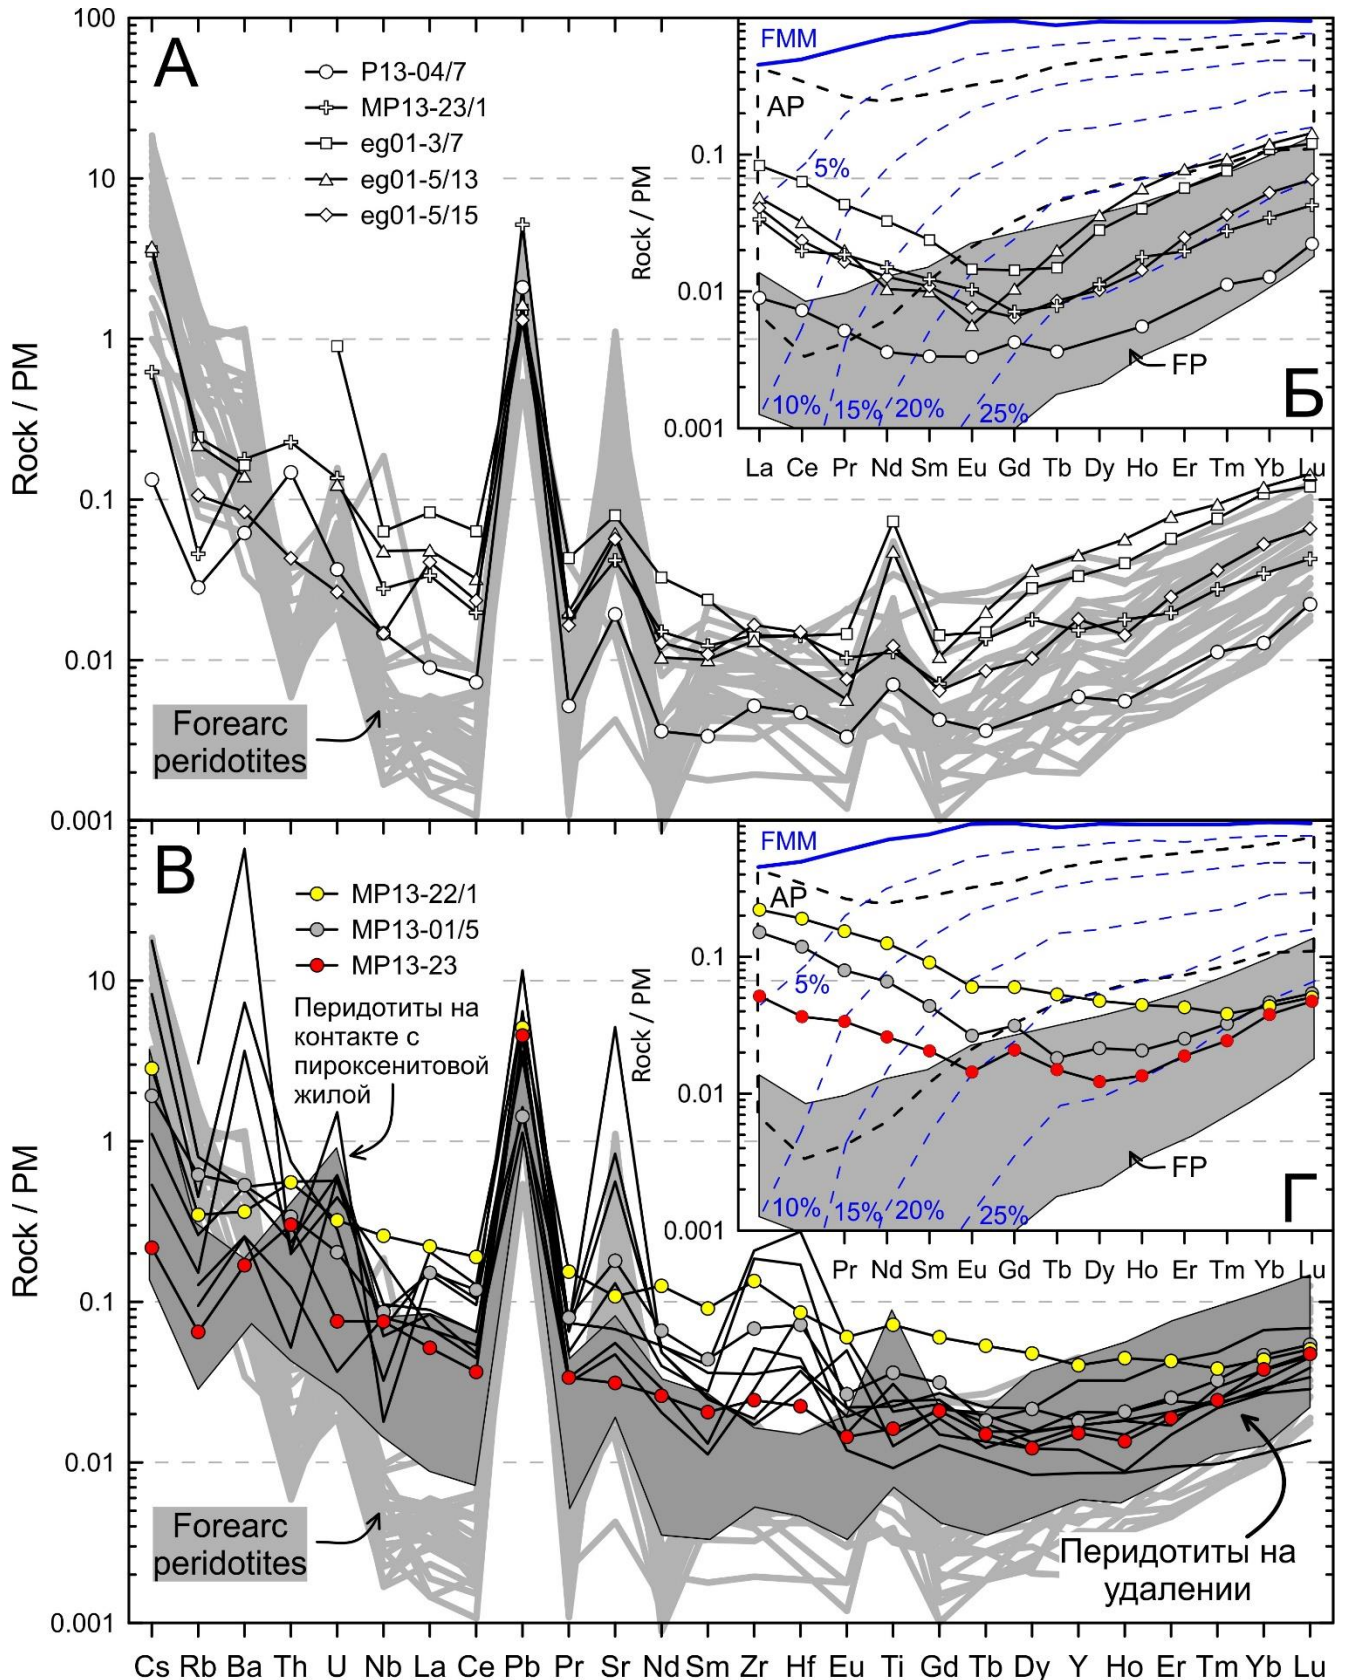 100
10
1
0.1
0.01
0.001
Rock / PM
А
P13-04/7
MP13-23/1
eg01-3/7
eg01-5/13
eg01-5/15
Forearc
peridotites
FMM
AP
5%
10%
15%
20%
25%
FP
Б
0.1
0.01
0.001
Rock / PM
La Ce Pr Nd Sm Eu Gd Tb Dy Ho Er Tm Yb Lu
10
1
0.1
0.01
0.001
Rock / PM
В
MP13-22/1
MP13-01/5
MP13-23
Перидотиты на
контакте с
пироксенитовой
жилой
Forearc
peridotites
Перидотиты на
удалении
FMM
AP
5%
10%
15%
20%
25%
FP
Г
0.1
0.01
0.001
Rock / PM
Pr Nd Sm Eu Gd Tb Dy Ho Er Tm Yb Lu
Cs Rb Ba Th U Nb La Ce Pb Pr Sr Nd Sm Zr Hf Eu Ti Gd Tb Dy Y Ho Er Tm Yb Lu